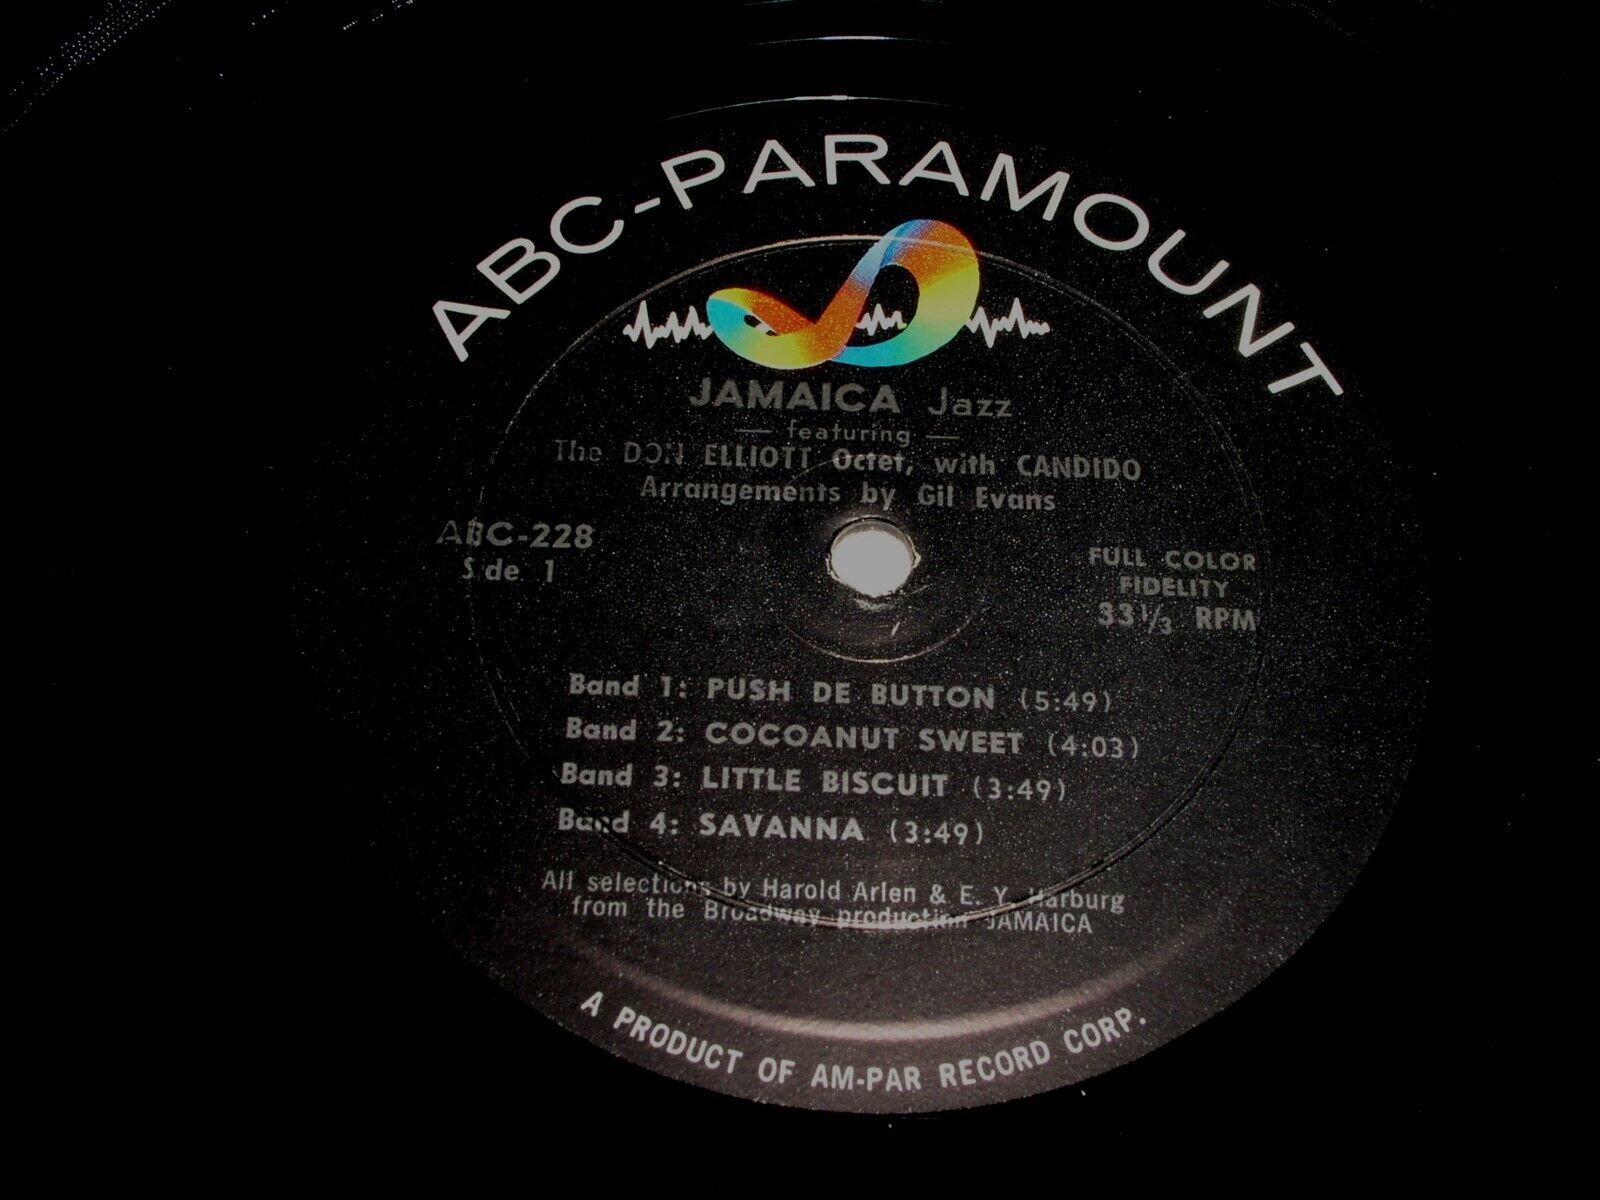 ABC-PARAMOUNT
JAMAICA Jazz
— featuring —
The DON ELLIOTT Octet, with CANDIDO
Arrangements by Gil Evans
ABC-228
Side 1
FULL COLOR
FIDELITY
33 1/3 RPM
Band 1: PUSH DE BUTTON (5:49)
Band 2: COCOANUT SWEET (4:03)
Band 3: LITTLE BISCUIT (3:49)
Band 4: SAVANNA (3:49)
All selections by Harold Arlen & E. Y. Harburg
from the Broadway production JAMAICA
A PRODUCT OF AM-PAR RECORD CORP.